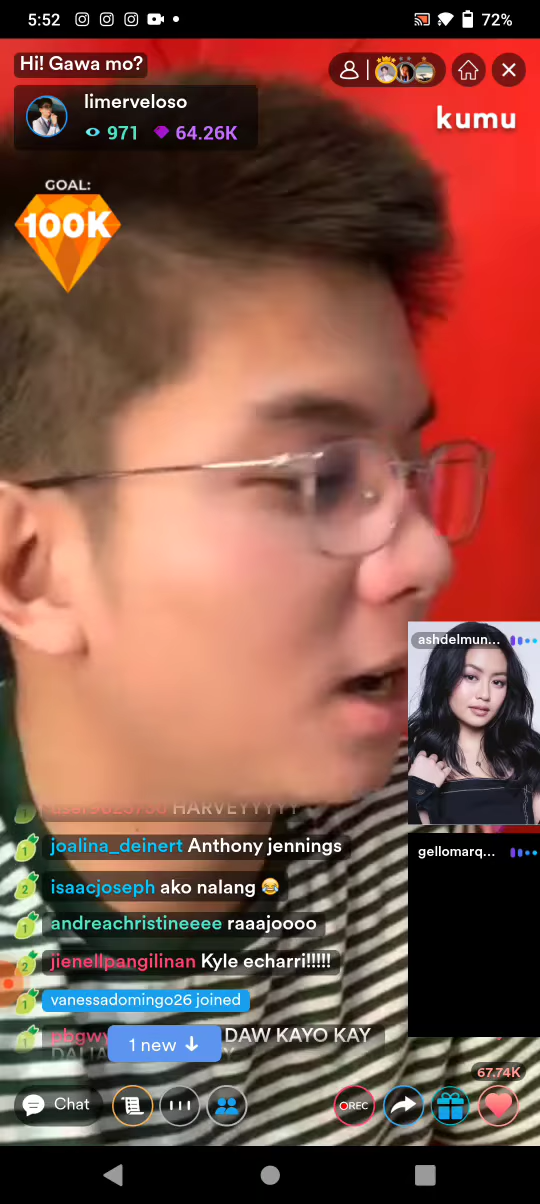 5:52
72%
Hi! Gawa mo?
limerveloso
971 64.26K
kumu
GOAL:
100K
ashdelmun...
HARVEYYYYY
joalina_deinert Anthony jennings
gellomarq...
isaacjoseph ako nalang 😂
andreachristineeee raaajoooo
jienellpangilinan Kyle echarri!!!!!
vanessadomingo26 joined
DAW KAYO KAY
1 new ↓
67.74K
Chat
REC